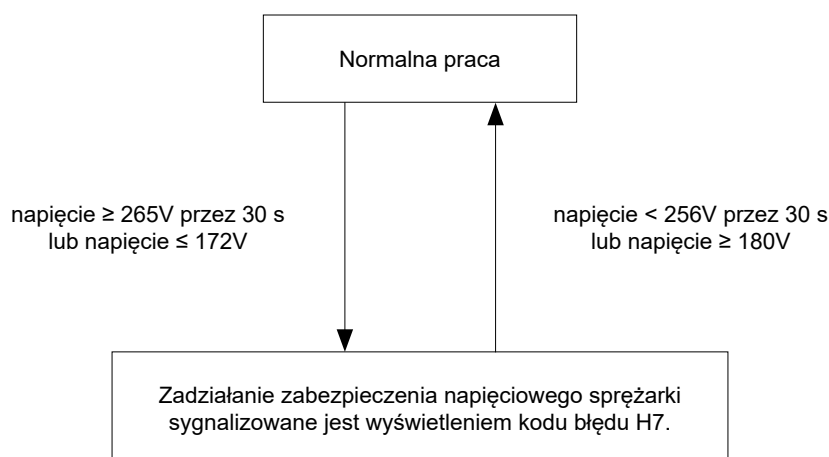 Normalna praca
napięcie ≥ 265V przez 30 s
lub napięcie ≤ 172V
napięcie < 256V przez 30 s
lub napięcie ≥ 180V
Zadziałanie zabezpieczenia napięciowego sprężarki
sygnalizowane jest wyświetleniem kodu błędu H7.